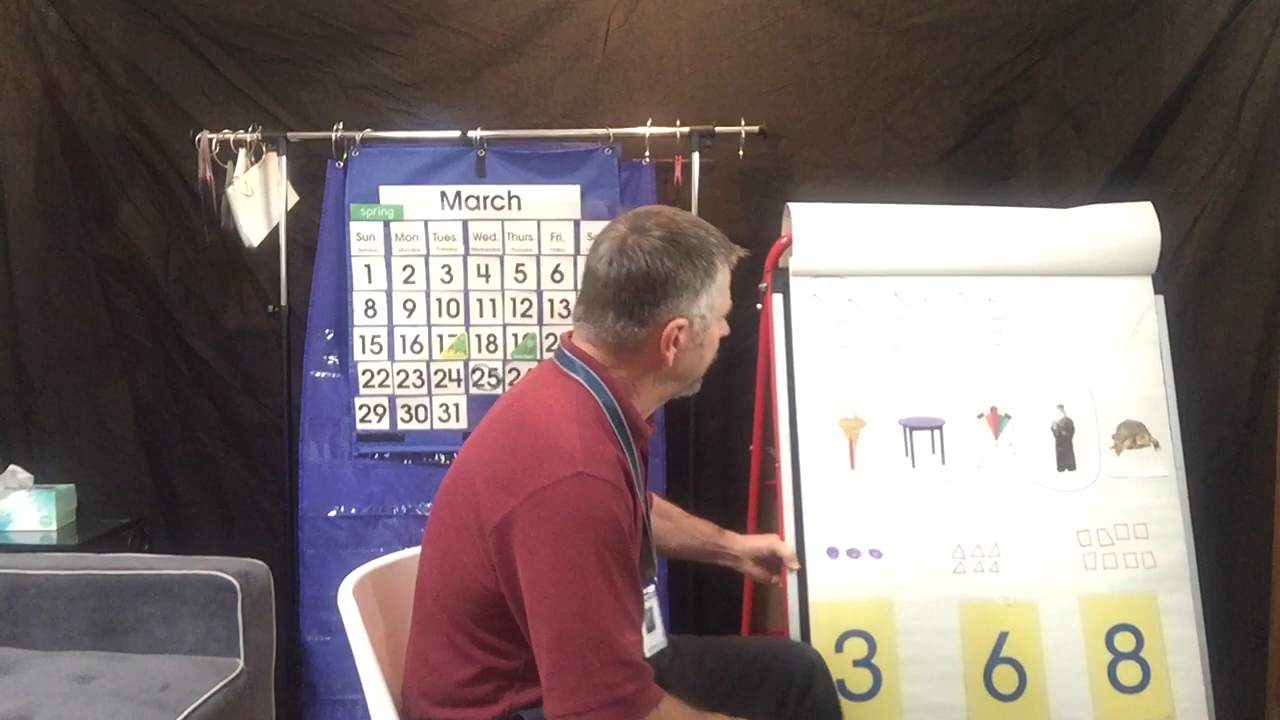 March
spring
Sun. Mon Tues. Wed. Thurs. Fri.
1 2 3 4 5 6
8 9 10 11 12 13
15 16 17 18
22 23 24 25
29 30 31
3 6 8